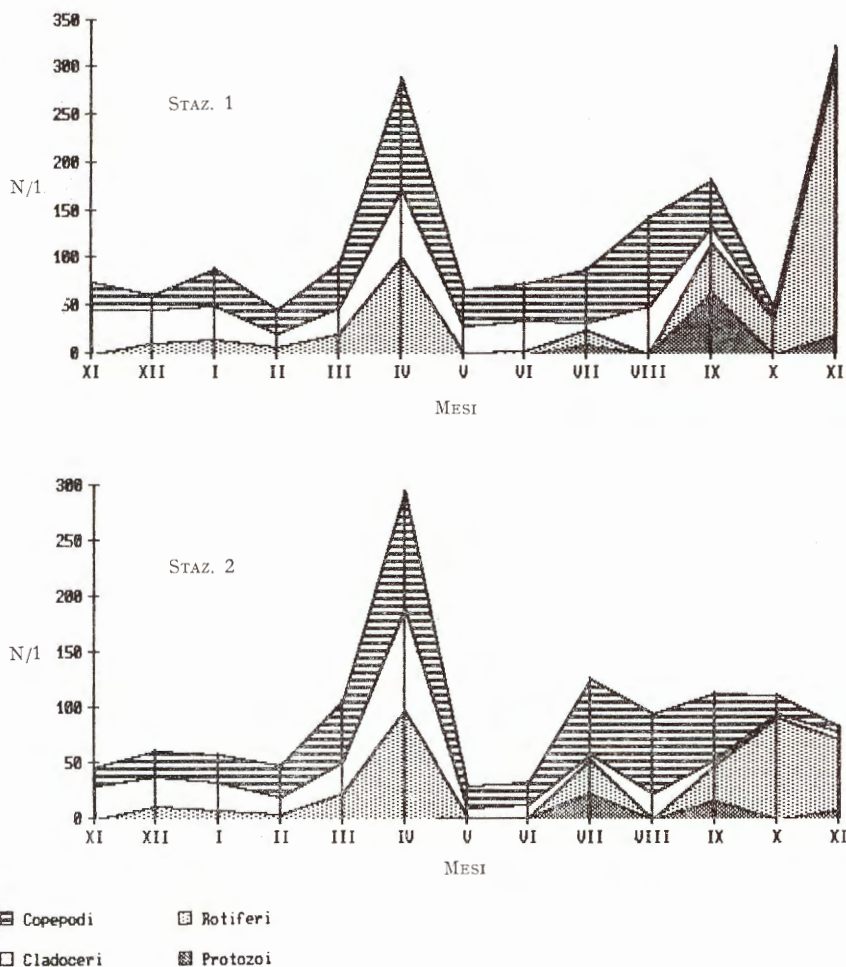 350
300
STAZ. 1
250
200
N/l
150
100
50
0
XI XII I II III IV V VI VII VIII IX X XI
MESI
300
250
STAZ. 2
200
N/l 150
100
50
0
XI XII I II III IV V VI VII VIII IX X XI
MESI
Copepodi Rotiferi
Cladoceri Protozoi